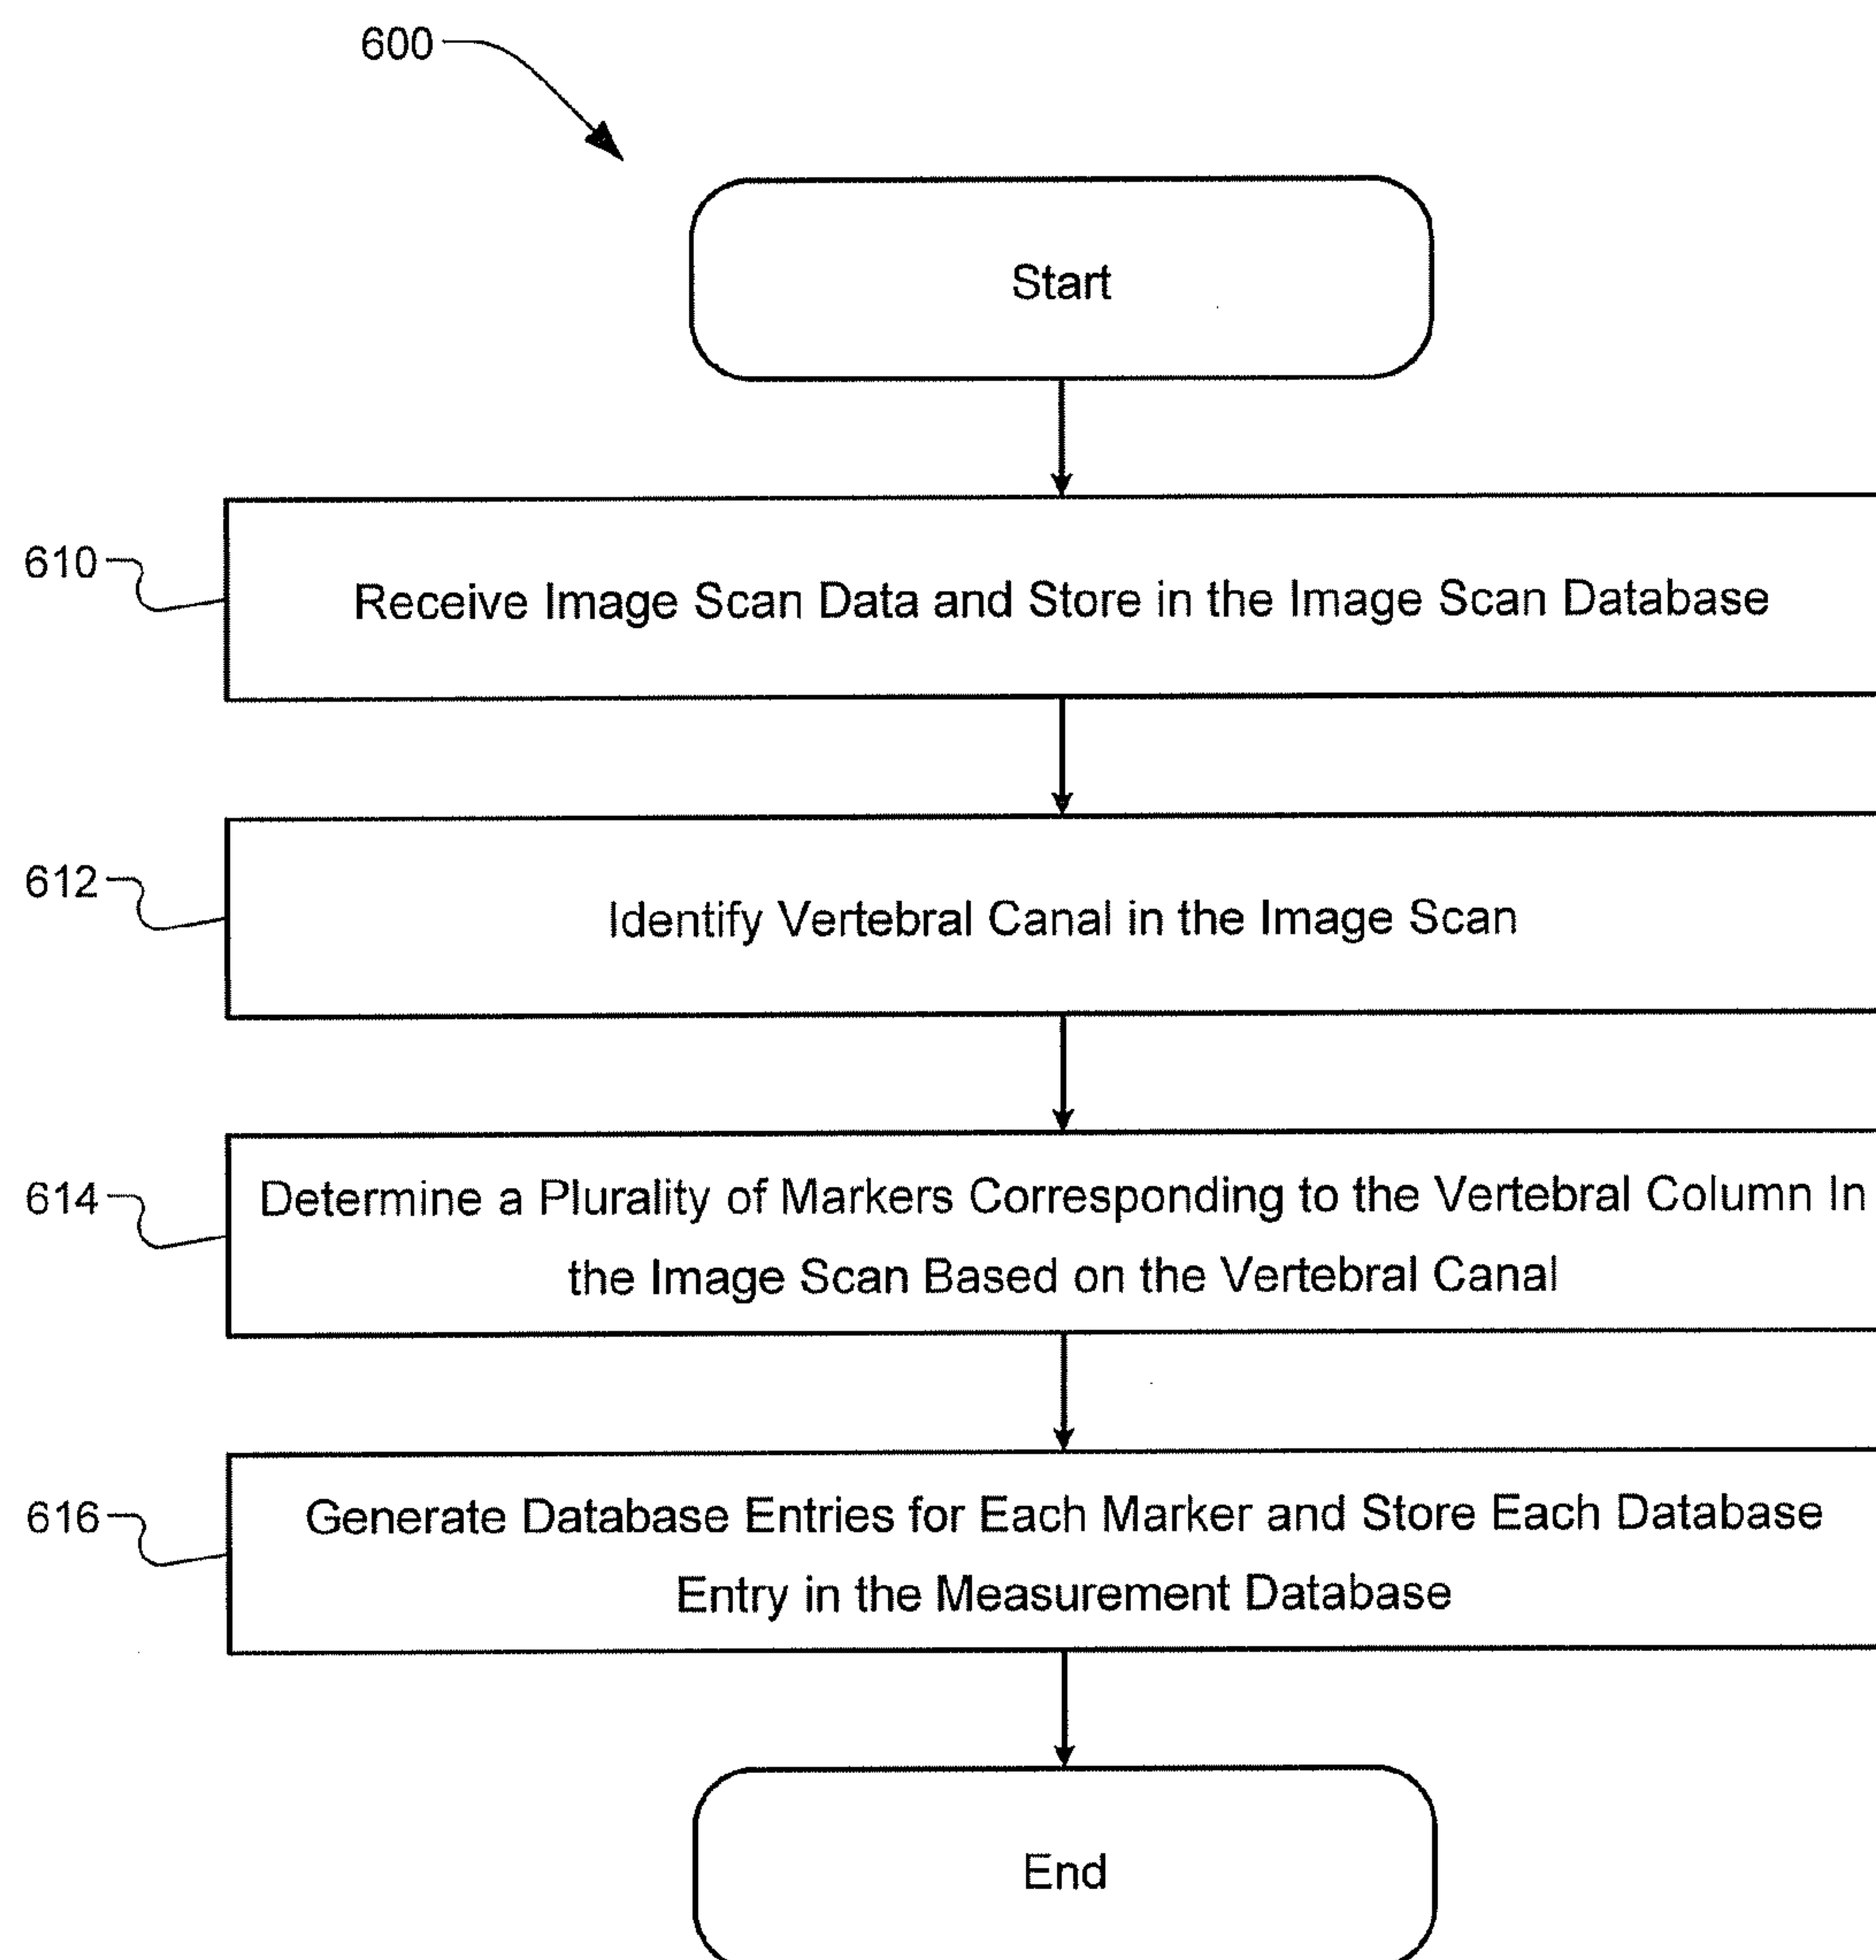 600
Start
610
Receive Image Scan Data and Store in the Image Scan Database
612
Identify Vertebral Canal in the Image Scan
614
Determine a Plurality of Markers Corresponding to the Vertebral Column In
the Image Scan Based on the Vertebral Canal
616
Generate Database Entries for Each Marker and Store Each Database
Entry in the Measurement Database
End